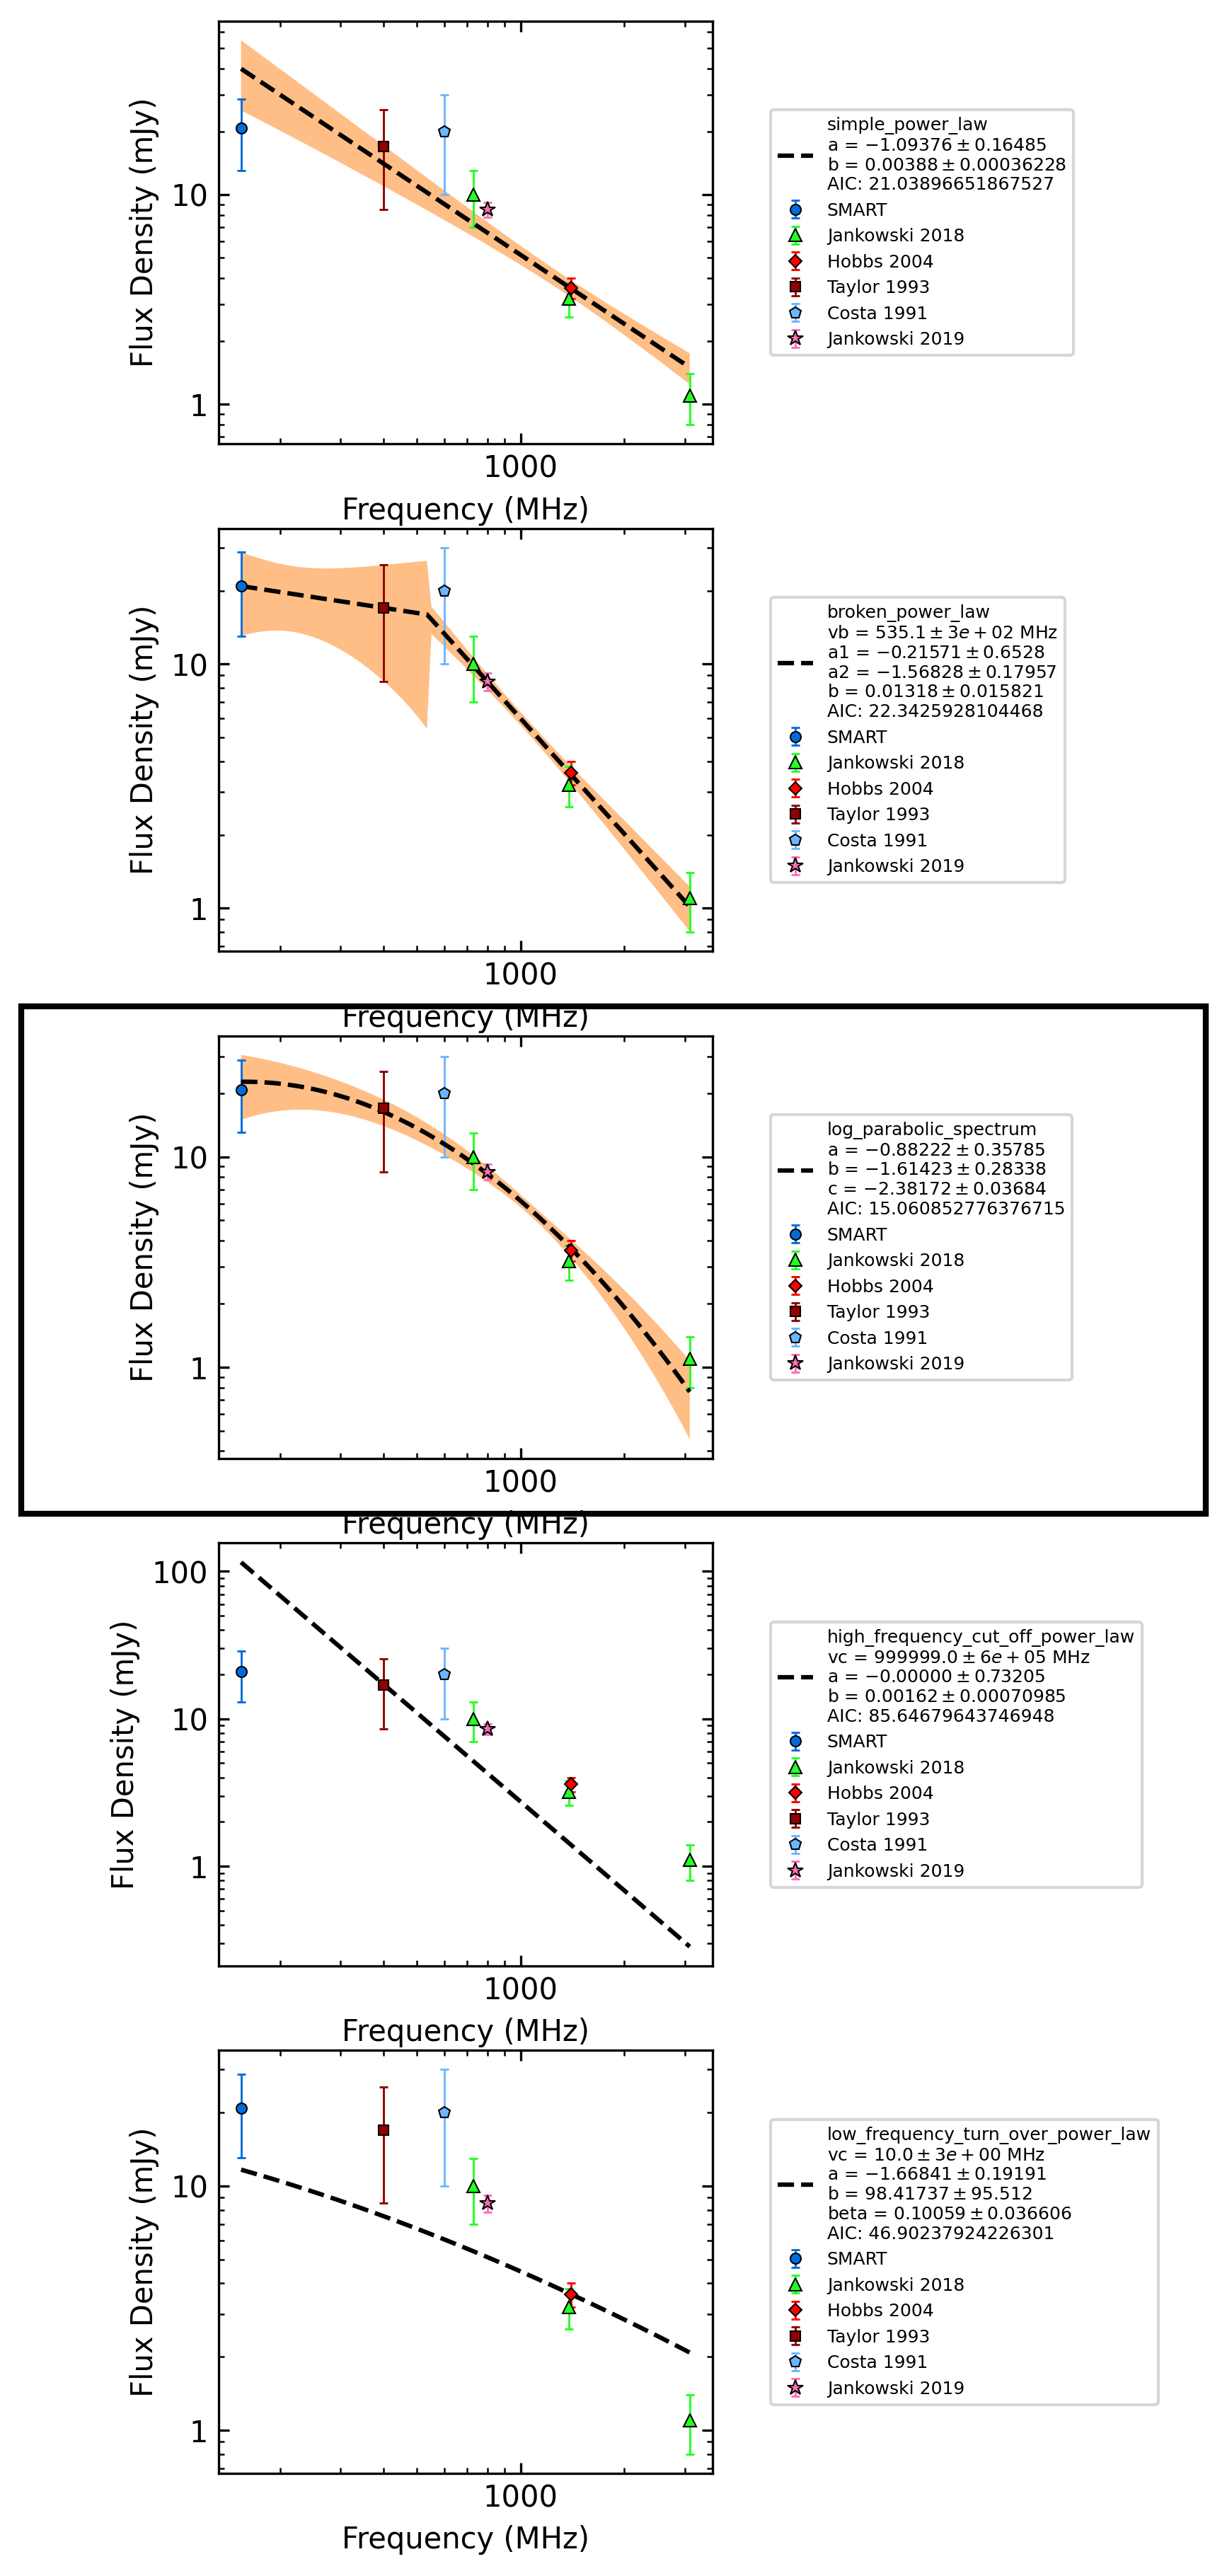 10
1
Flux Density (mJy)
1000
Frequency (MHz)
simple_power_law
a = −1.09376 ± 0.16485
b = 0.00388 ± 0.00036228
AIC: 21.03896651867527
SMART
Jankowski 2018
Hobbs 2004
Taylor 1993
Costa 1991
Jankowski 2019
10
1
Flux Density (mJy)
1000
Frequency (MHz)
broken_power_law
vb = 535.1 ± 3e + 02 MHz
a1 = −0.21571 ± 0.6528
a2 = −1.56828 ± 0.17957
b = 0.01318 ± 0.015821
AIC: 22.3425928104468
SMART
Jankowski 2018
Hobbs 2004
Taylor 1993
Costa 1991
Jankowski 2019
10
1
Flux Density (mJy)
1000
Frequency (MHz)
log_parabolic_spectrum
a = −0.88222 ± 0.35785
b = −1.61423 ± 0.28338
c = −2.38172 ± 0.03684
AIC: 15.060852776376715
SMART
Jankowski 2018
Hobbs 2004
Taylor 1993
Costa 1991
Jankowski 2019
100
10
1
Flux Density (mJy)
1000
Frequency (MHz)
high_frequency_cut_off_power_law
vc = 999999.0 ± 6e + 05 MHz
a = −0.00000 ± 0.73205
b = 0.00162 ± 0.00070985
AIC: 85.64679643746948
SMART
Jankowski 2018
Hobbs 2004
Taylor 1993
Costa 1991
Jankowski 2019
10
1
Flux Density (mJy)
1000
Frequency (MHz)
low_frequency_turn_over_power_law
vc = 10.0 ± 3e + 00 MHz
a = −1.66841 ± 0.19191
b = 98.41737 ± 95.512
beta = 0.10059 ± 0.036606
AIC: 46.90237924226301
SMART
Jankowski 2018
Hobbs 2004
Taylor 1993
Costa 1991
Jankowski 2019